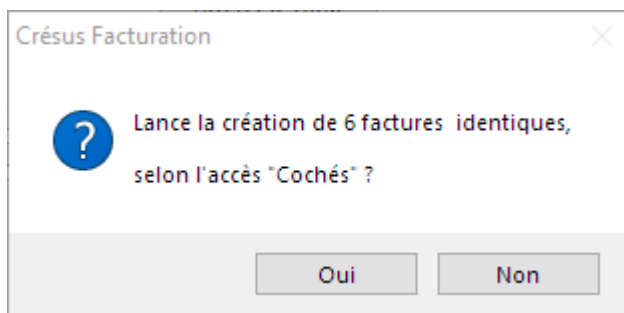 Crésus Facturation
Lance la création de 6 factures identiques,
selon l'accès "Cochés" ?
Oui
Non